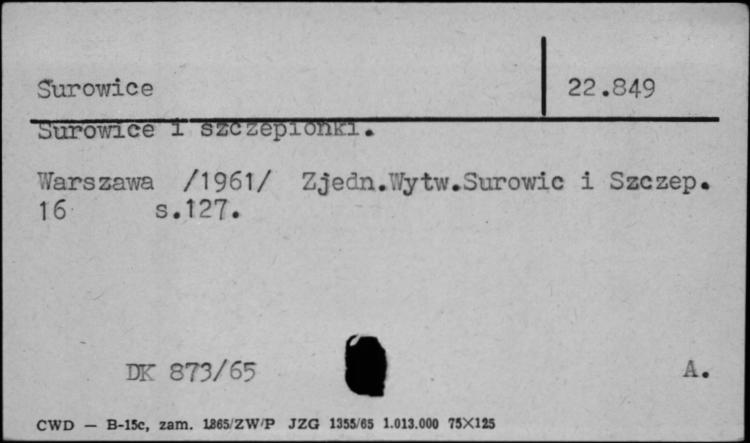 Surowice 22.849
Surowice i szczepionki.
Warszawa /1961/ Zjedn.Wytw.Surowic i Szczep.
16 s.127.
DK 873/65 A.
CWD — B-15c, zam. 1865/ZW/P JZG 1355/65 1.013.000 75X125